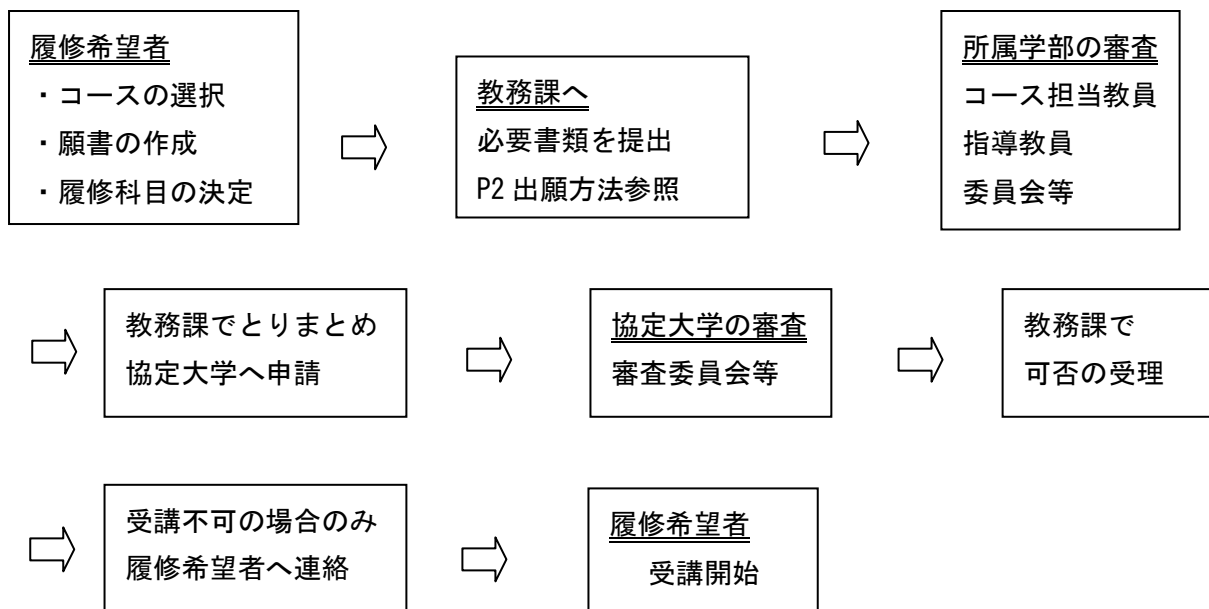 履修希望者
・コースの選択
・願書の作成
・履修科目の決定
教務課へ
必要書類を提出
P2 出願方法参照
所属学部の審査
コース担当教員
指導教員
委員会等
教務課でとりまとめ
協定大学へ申請
協定大学の審査
審査委員会等
教務課で
可否の受理
受講不可の場合のみ
履修希望者へ連絡
履修希望者
受講開始